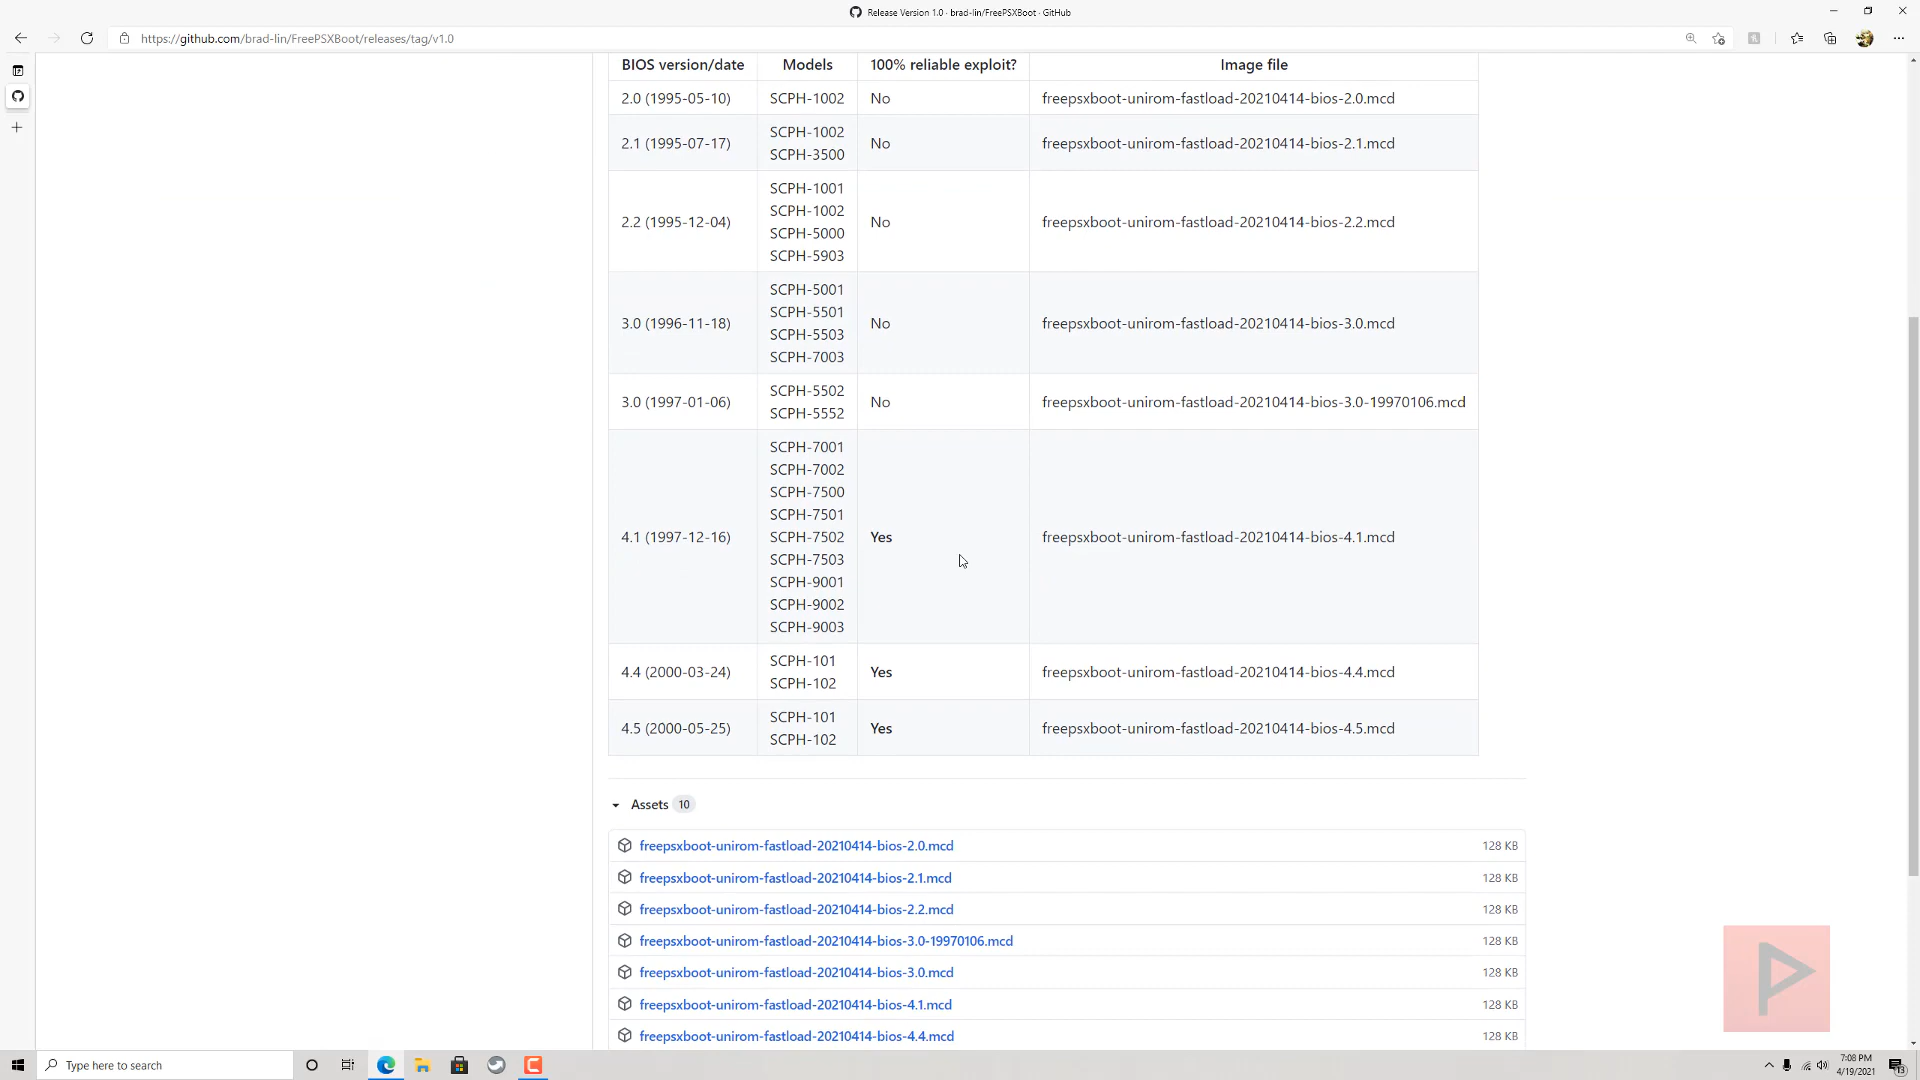 Release Version 1.0 · brad-lin/FreePSXBoot · GitHub
https://github.com/brad-lin/FreePSXBoot/releases/tag/v1.0
BIOS version/date Models 100% reliable exploit? Image file
2.0 (1995-05-10) SCPH-1002 No freepsxboot-unirom-fastload-20210414-bios-2.0.mcd
SCPH-1002
2.1 (1995-07-17) No freepsxboot-unirom-fastload-20210414-bios-2.1.mcd
SCPH-3500
SCPH-1001
SCPH-1002
2.2 (1995-12-04) No freepsxboot-unirom-fastload-20210414-bios-2.2.mcd
SCPH-5000
SCPH-5903
SCPH-5001
SCPH-5501
3.0 (1996-11-18) No freepsxboot-unirom-fastload-20210414-bios-3.0.mcd
SCPH-5503
SCPH-7003
SCPH-5502
3.0 (1997-01-06) No freepsxboot-unirom-fastload-20210414-bios-3.0-19970106.mcd
SCPH-5552
SCPH-7001
SCPH-7002
SCPH-7500
SCPH-7501
4.1 (1997-12-16) SCPH-7502 Yes freepsxboot-unirom-fastload-20210414-bios-4.1.mcd
SCPH-7503
SCPH-9001
SCPH-9002
SCPH-9003
SCPH-101
4.4 (2000-03-24) Yes freepsxboot-unirom-fastload-20210414-bios-4.4.mcd
SCPH-102
SCPH-101
4.5 (2000-05-25) Yes freepsxboot-unirom-fastload-20210414-bios-4.5.mcd
SCPH-102
Assets 10
freepsxboot-unirom-fastload-20210414-bios-2.0.mcd 128 KB
freepsxboot-unirom-fastload-20210414-bios-2.1.mcd 128 KB
freepsxboot-unirom-fastload-20210414-bios-2.2.mcd 128 KB
freepsxboot-unirom-fastload-20210414-bios-3.0-19970106.mcd 128 KB
freepsxboot-unirom-fastload-20210414-bios-3.0.mcd 128 KB
freepsxboot-unirom-fastload-20210414-bios-4.1.mcd 128 KB
freepsxboot-unirom-fastload-20210414-bios-4.4.mcd 128 KB
Type here to search
7:08 PM
4/19/2021